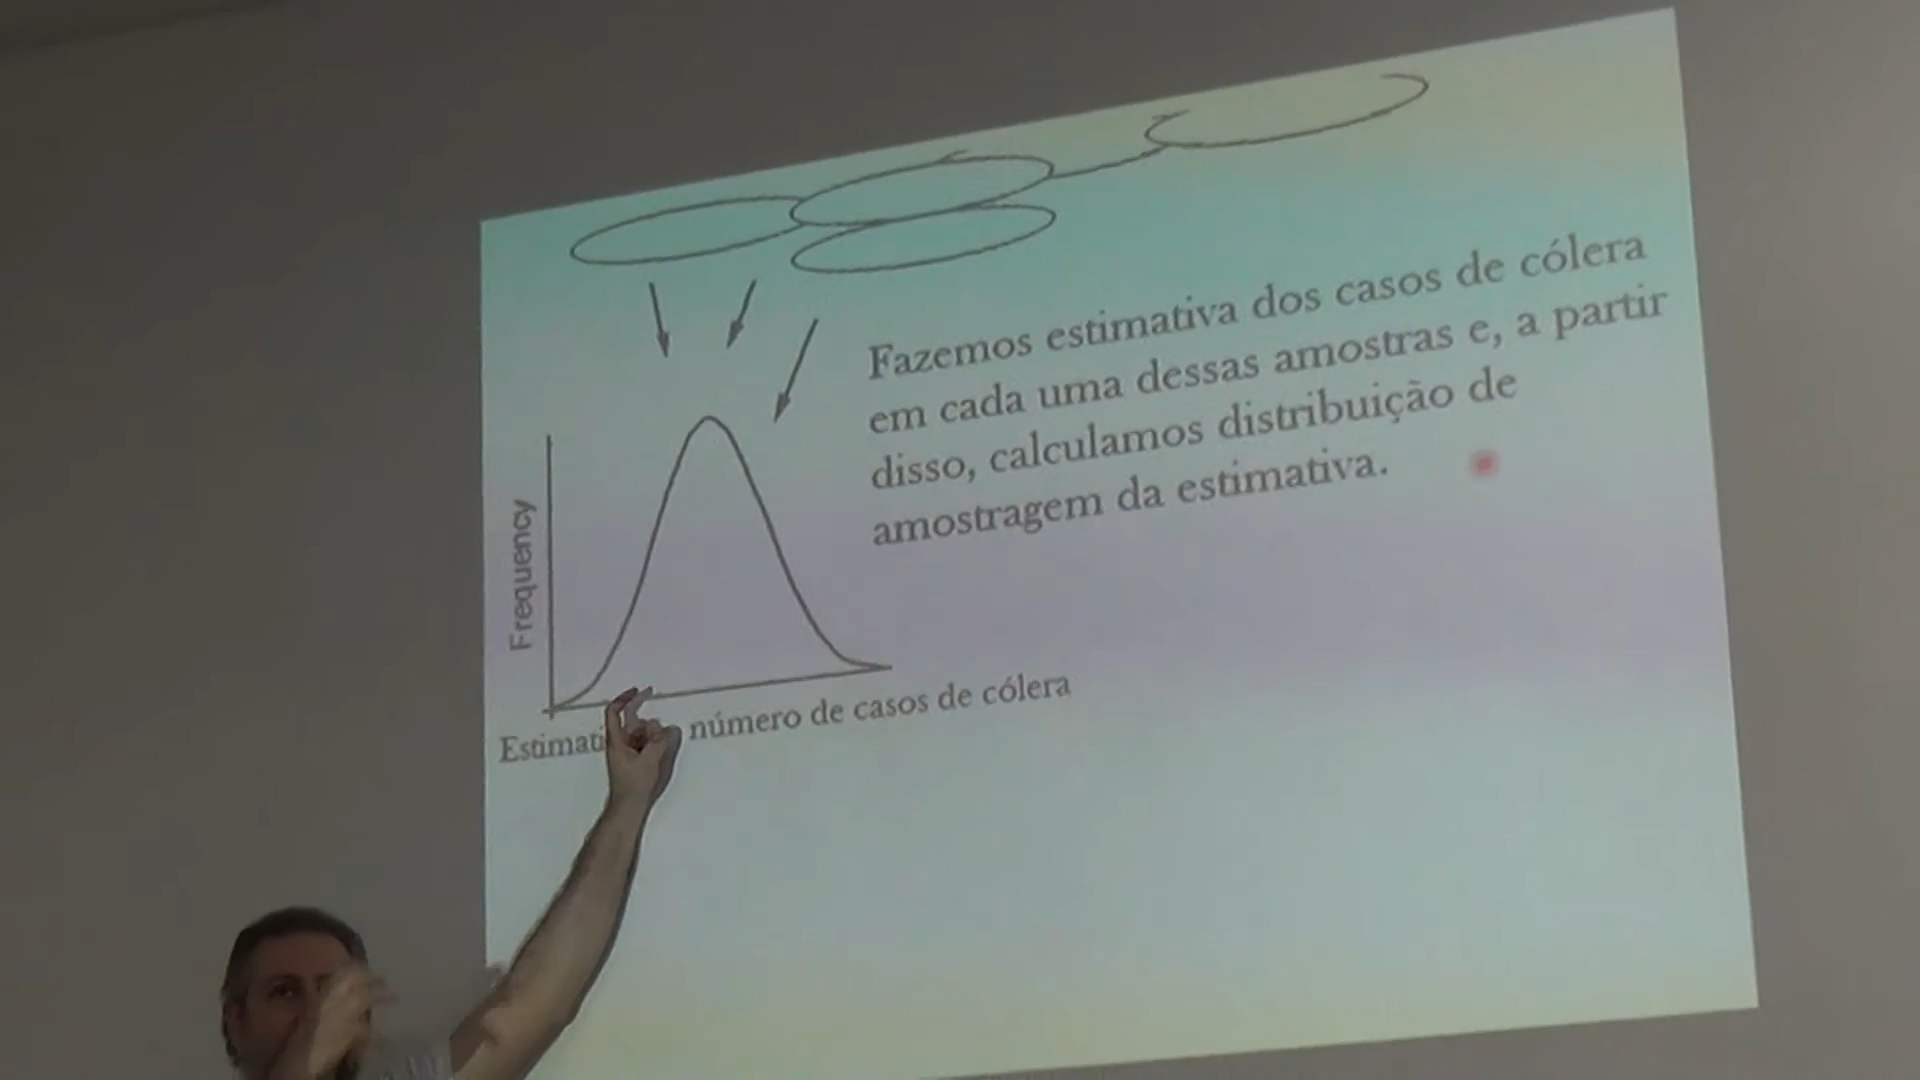 Fazemos estimativa dos casos de cólera
em cada uma dessas amostras e, a partir
disso, calculamos distribuição de
amostragem da estimativa.
Frequency
número de casos de cólera